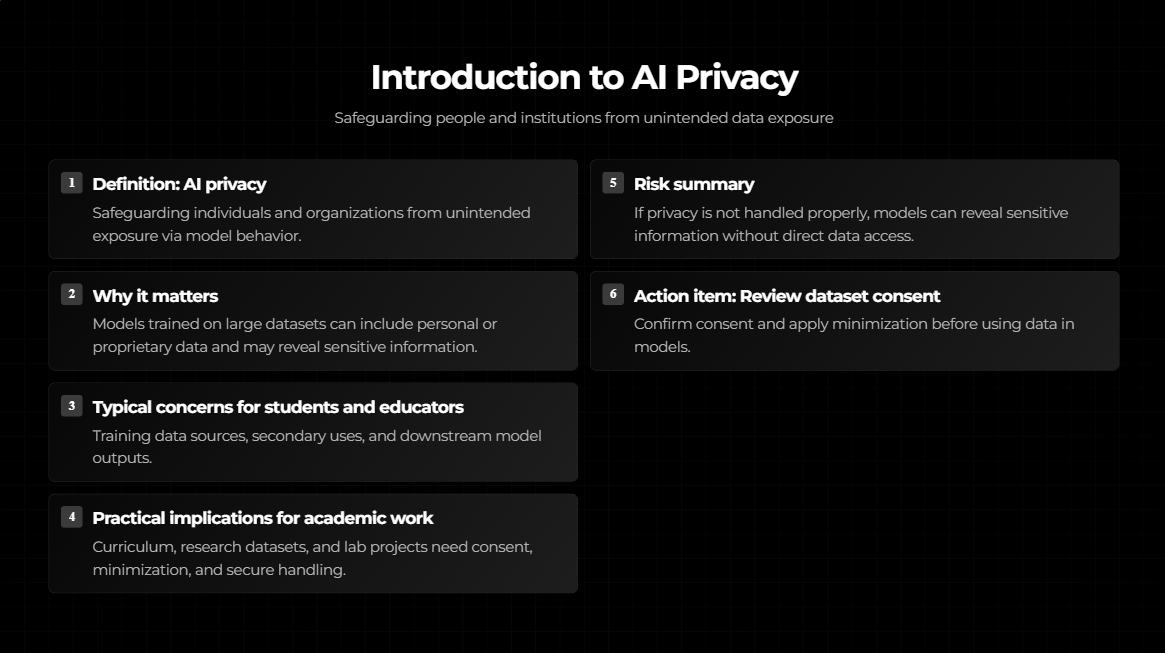 Introduction to AI Privacy
Safeguarding people and institutions from unintended data exposure
1 Definition: AI privacy
Safeguarding individuals and organizations from unintended
exposure via model behavior.
2 Why it matters
Models trained on large datasets can include personal or
proprietary data and may reveal sensitive information.
3 Typical concerns for students and educators
Training data sources, secondary uses, and downstream model
outputs.
4 Practical implications for academic work
Curriculum, research datasets, and lab projects need consent,
minimization, and secure handling.
5 Risk summary
If privacy is not handled properly, models can reveal sensitive
information without direct data access.
6 Action item: Review dataset consent
Confirm consent and apply minimization before using data in
models.